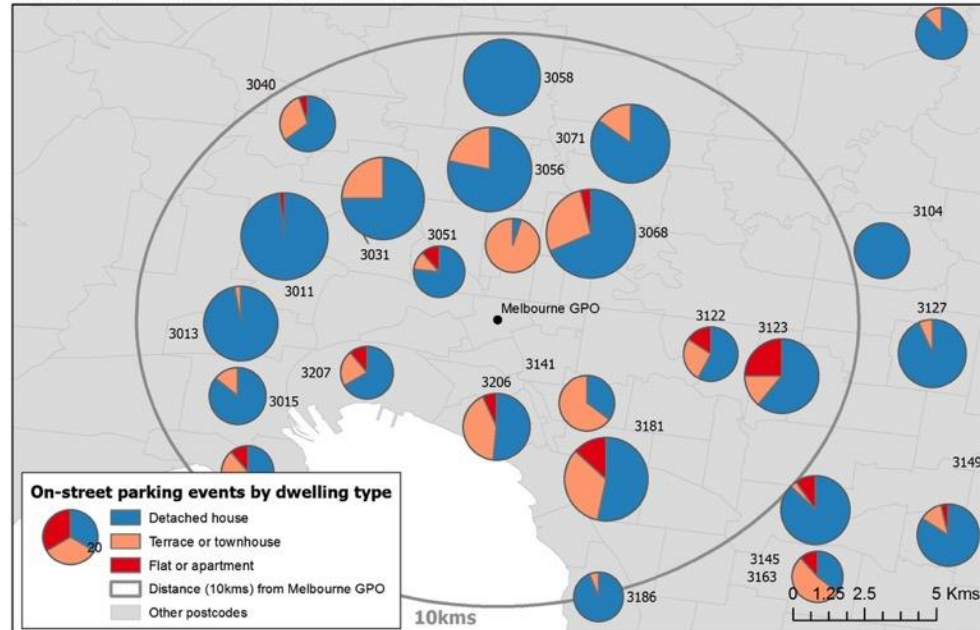 3040
3058
3071
3056
3104
3051
3068
3031
3011
Melbourne GPO
3127
3122
3123
3013
3141
3207
3206
3015
3181
3149
On-street parking events by dwelling type
Detached house
20
Terrace or townhouse
Flat or apartment
Distance (10kms) from Melbourne GPO
Other postcodes
3145
3163
3186
0 1.25 2.5 5 Kms
10kms